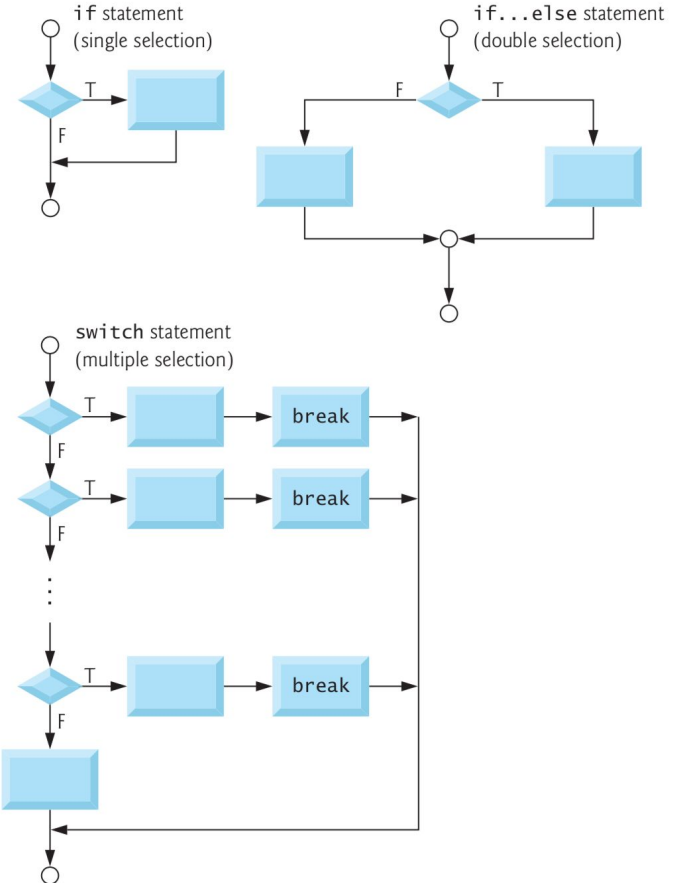 if statement
(single selection)
T
F
if...else statement
(double selection)
F
T
switch statement
(multiple selection)
T
break
F
T
break
F
T
break
F